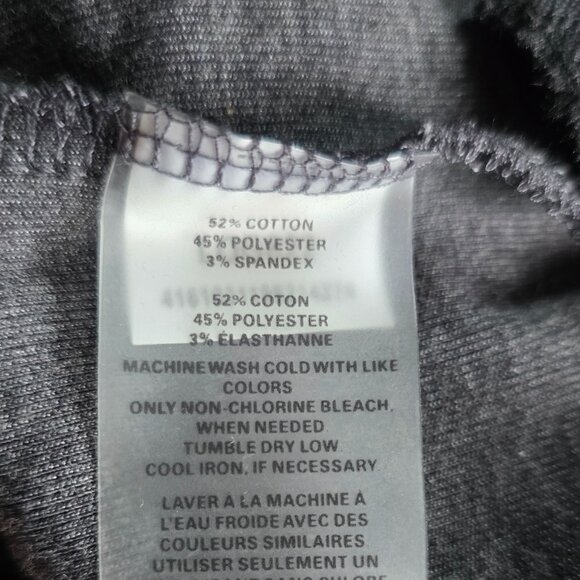 52% COTTON
45% POLYESTER
3% SPANDEX
52% COTON
45% POLYESTER
3% ÉLASTHANNE
MACHINE WASH COLD WITH LIKE
COLORS
ONLY NON-CHLORINE BLEACH,
WHEN NEEDED
TUMBLE DRY LOW
COOL IRON, IF NECESSARY
LAVER À LA MACHINE À
L'EAU FROIDE AVEC DES
COULEURS SIMILAIRES
UTILISER SEULEMENT UN